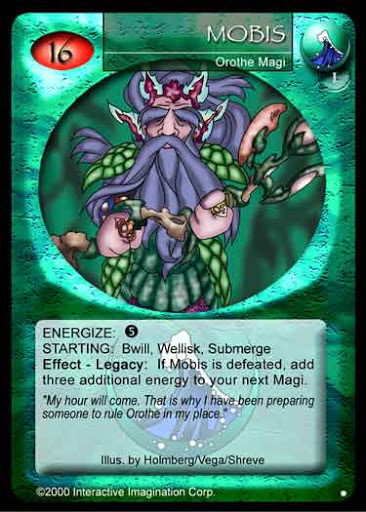 16
MOBIS
Orothe Magi
L
ENERGIZE: 5
STARTING: Bwill, Wellisk, Submerge
Effect - Legacy: If Mobis is defeated, add
three additional energy to your next Magi.
"My hour will come. That is why I have been preparing
someone to rule Orothe in my place."
Illus. by Holmberg/Vega/Shreve
©2000 Interactive Imagination Corp.